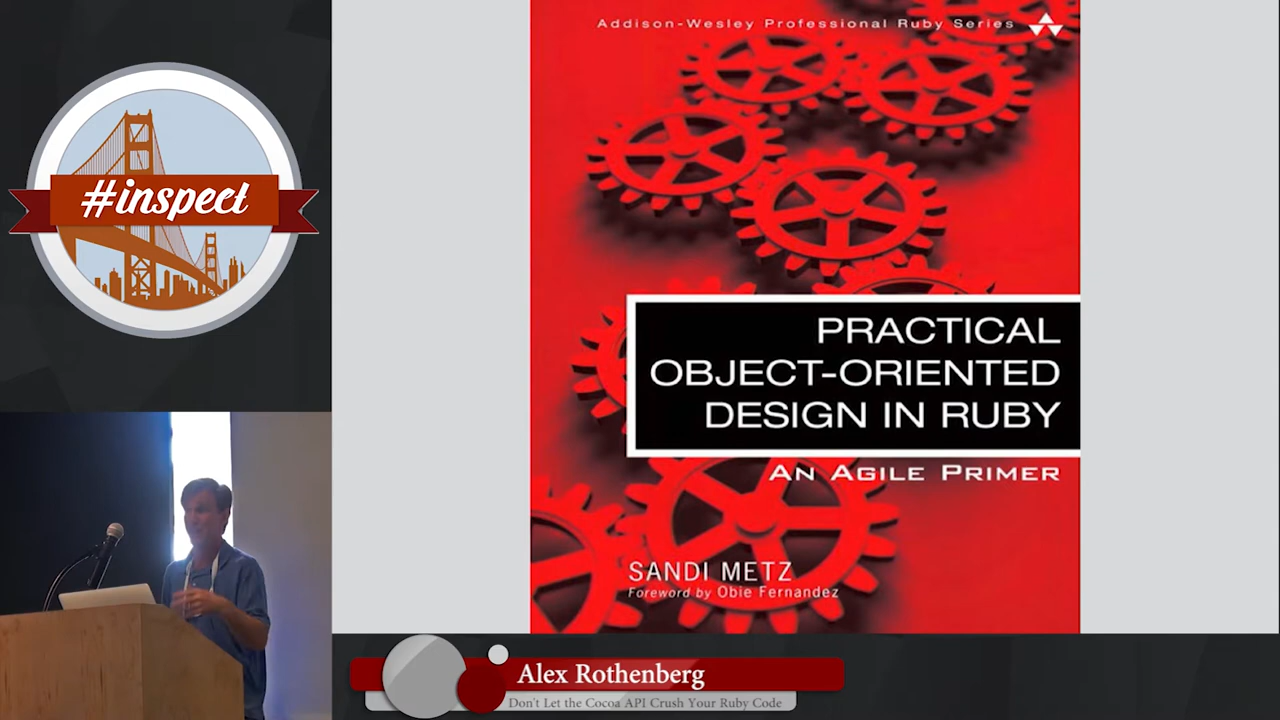 #inspect
Addison-Wesley Professional Ruby Series
PRACTICAL
OBJECT-ORIENTED
DESIGN IN RUBY
AN AGILE PRIMER
SANDI METZ
Foreword by Obie Fernandez
Alex Rothenberg
Don't Let the Cocoa API Crush Your Ruby Code